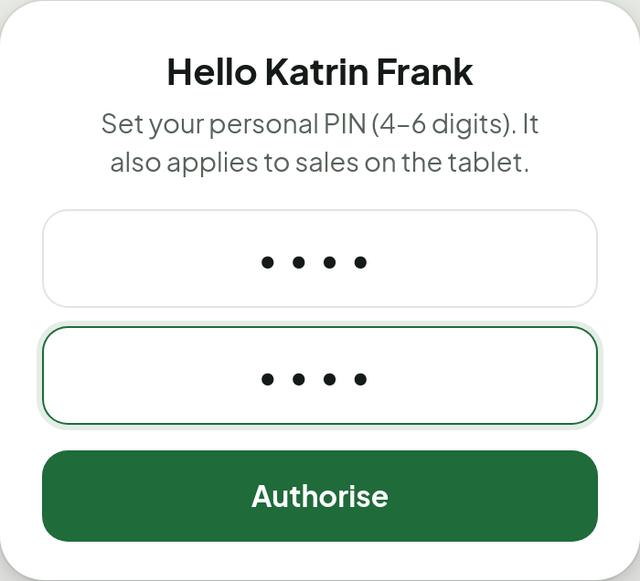 Hello Katrin Frank
Set your personal PIN (4–6 digits). It
also applies to sales on the tablet.
••••
••••
Authorise